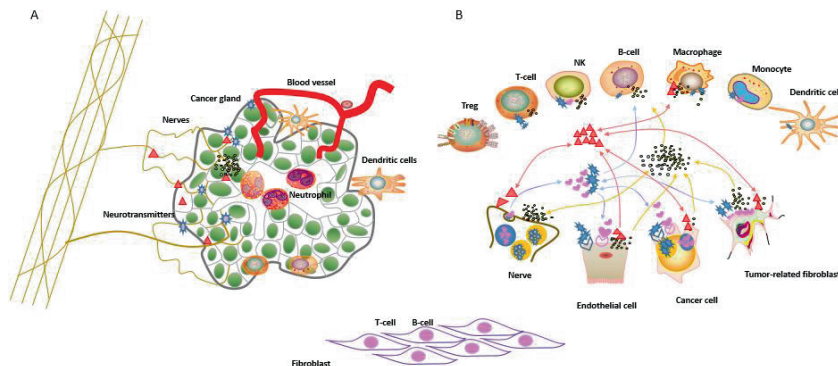 A
B
Blood vessel
Cancer gland
Nerves
Neurotransmitters
Neutrophil
Dendritic cells
T-cell
B-cell
Fibroblast
Treg
T-cell
NK
B-cell
Macrophage
Monocyte
Dendritic cel
Nerve
Endothelial cell
Cancer cell
Tumor-related fibroblast